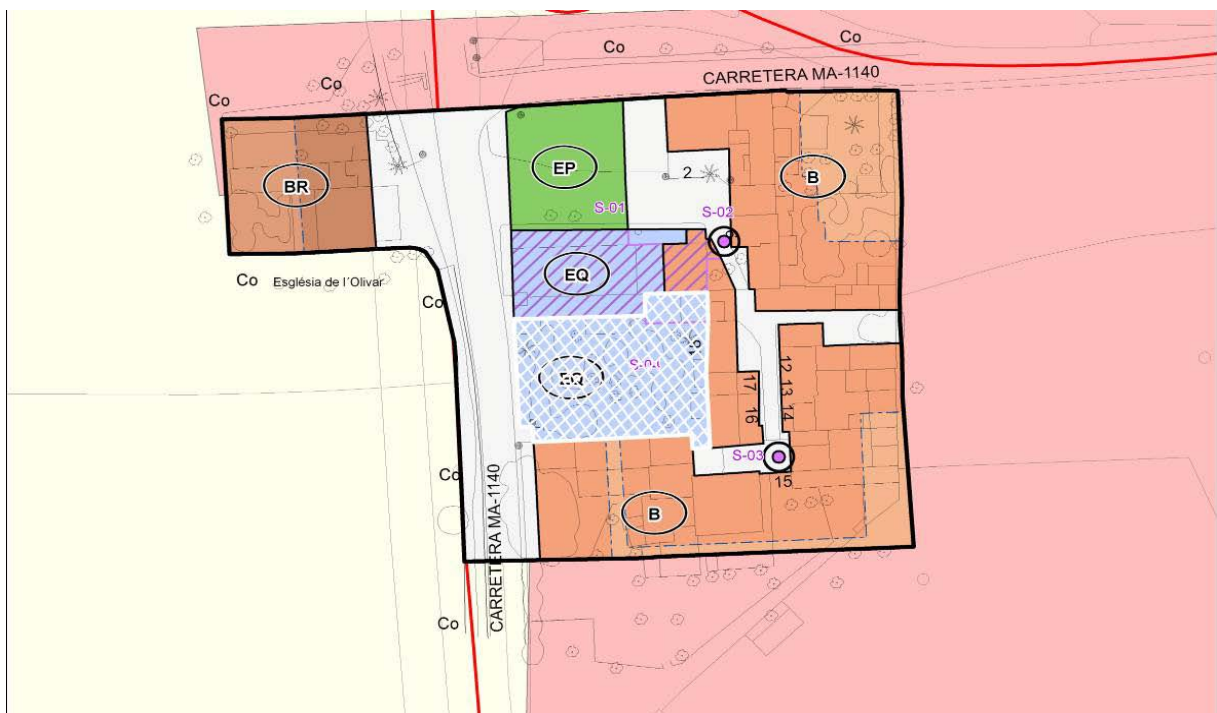 Co
Co
CARRETERA MA-1140
Co
Co
EP
BR
2
B
S-01
S-02
EQ
Co
Església de l´Olivar
Co
EQ
17
16
12
13
14
S-03
15
Co
B
CARRETERA MA-1140
Co